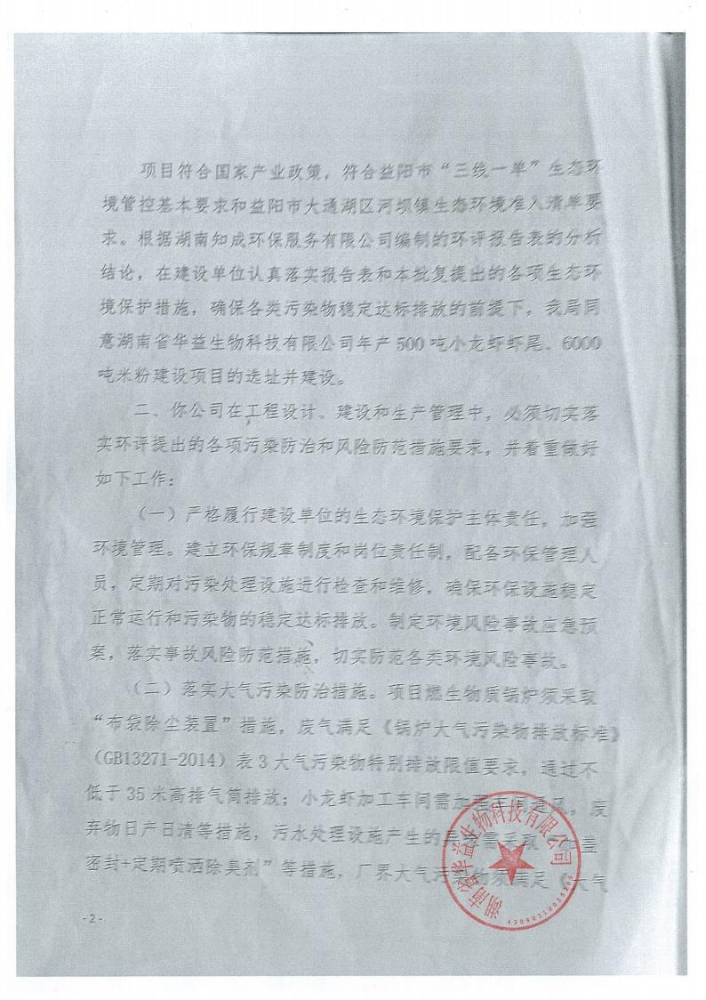 项目符合国家产业政策，符合益阳市“三线一单”生态环
境管控基本要求和益阳市大通湖区河坝镇生态环境准入清单要
求。根据湖南知成环保服务有限公司编制的环评报告表的分析
结论，在建设单位认真落实报告表和本批复提出的各项生态环
境保护措施，确保各类污染物稳定达标排放的前提下，我局同
意湖南省华益生物科技有限公司年产500吨小龙虾虾尾、6000
吨米粉建设项目的选址并建设。
二、你公司在工程设计、建设和生产管理中，必须切实落
实环评提出的各项污染防治和风险防范措施要求，并着重做好
如下工作：
（一）严格履行建设单位的生态环境保护主体责任，加强
环境管理。建立环保规章制度和岗位责任制，配备环保管理人
员，定期对污染处理设施进行检查和维修，确保环保设施稳定
正常运行和污染物的稳定达标排放。制定环境风险事故应急预
案，落实事故风险防范措施，切实防范各类环境风险事故。
（二）落实大气污染防治措施。项目燃生物质锅炉须采取
“布袋除尘装置”措施，废气满足《锅炉大气污染物排放标准》
（GB13271-2014）表3大气污染物特别排放限值要求，通过不
低于35米高排气筒排放；小龙虾加工车间需加强 通风，废
弃物日产日清等措施，污水处理设施产生的 需采取 盖
密封+定期喷洒除臭剂”等措施，厂界大气污染物须满足《大气
湖南省华益生物科技有限公司
-2-